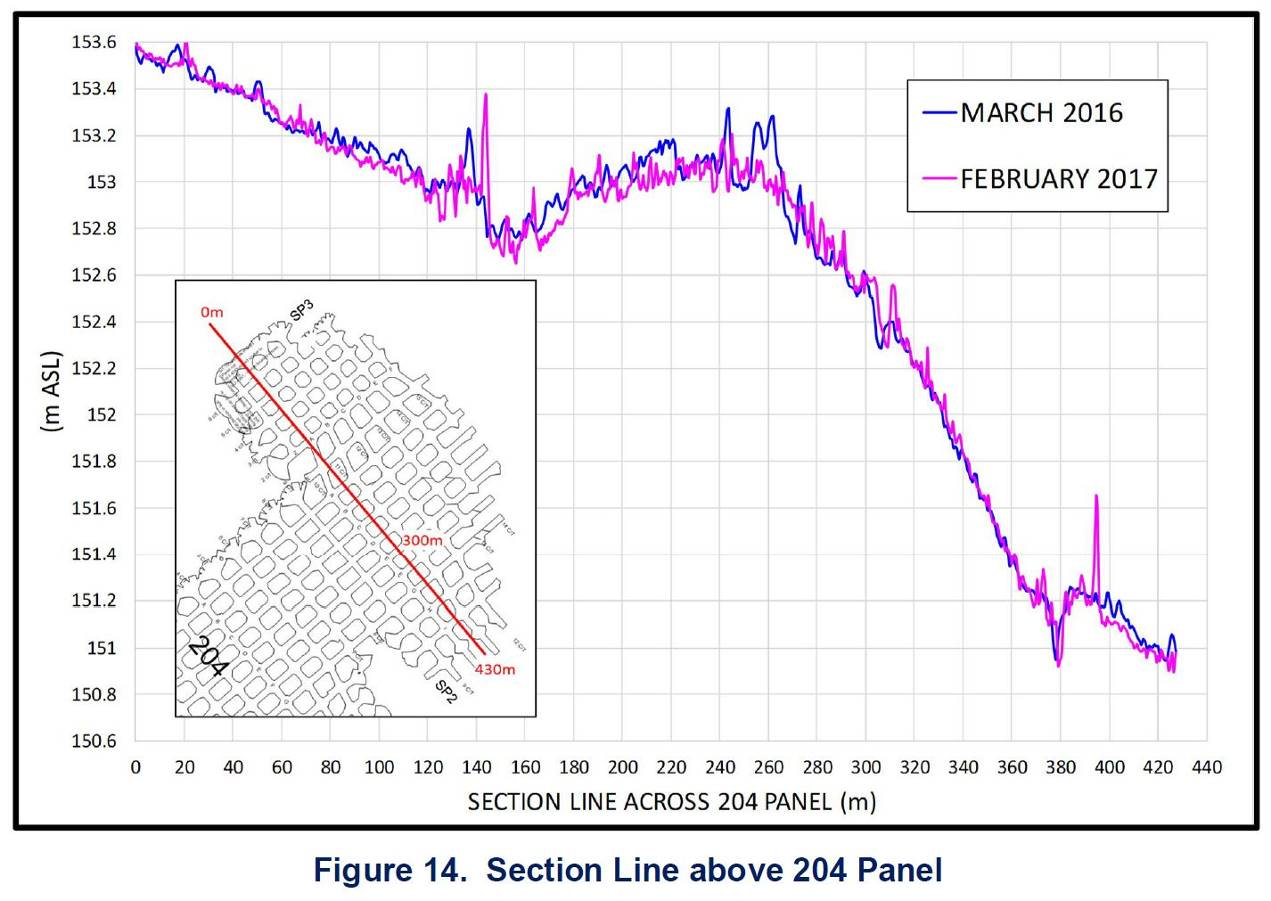 153.6
153.4
153.2
153
152.8
152.6
152.4
152.2
152
151.8
151.6
151.4
151.2
151
150.8
150.6
(m ASL)
MARCH 2016
FEBRUARY 2017
0m
SP3
300m
204
430m
SP2
0 20 40 60 80 100 120 140 160 180 200 220 240 260 280 300 320 340 360 380 400 420 440
SECTION LINE ACROSS 204 PANEL (m)
Figure 14. Section Line above 204 Panel